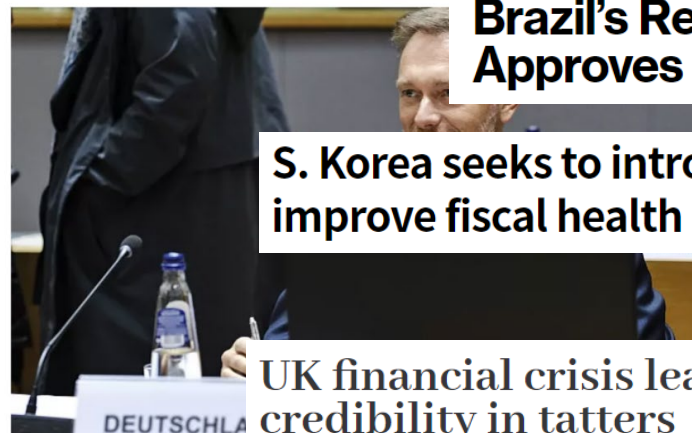 Brazil's Re
Approves
S. Korea seeks to intro
improve fiscal health
UK financial crisis lea
credibility in tatters
DEUTSCHLA